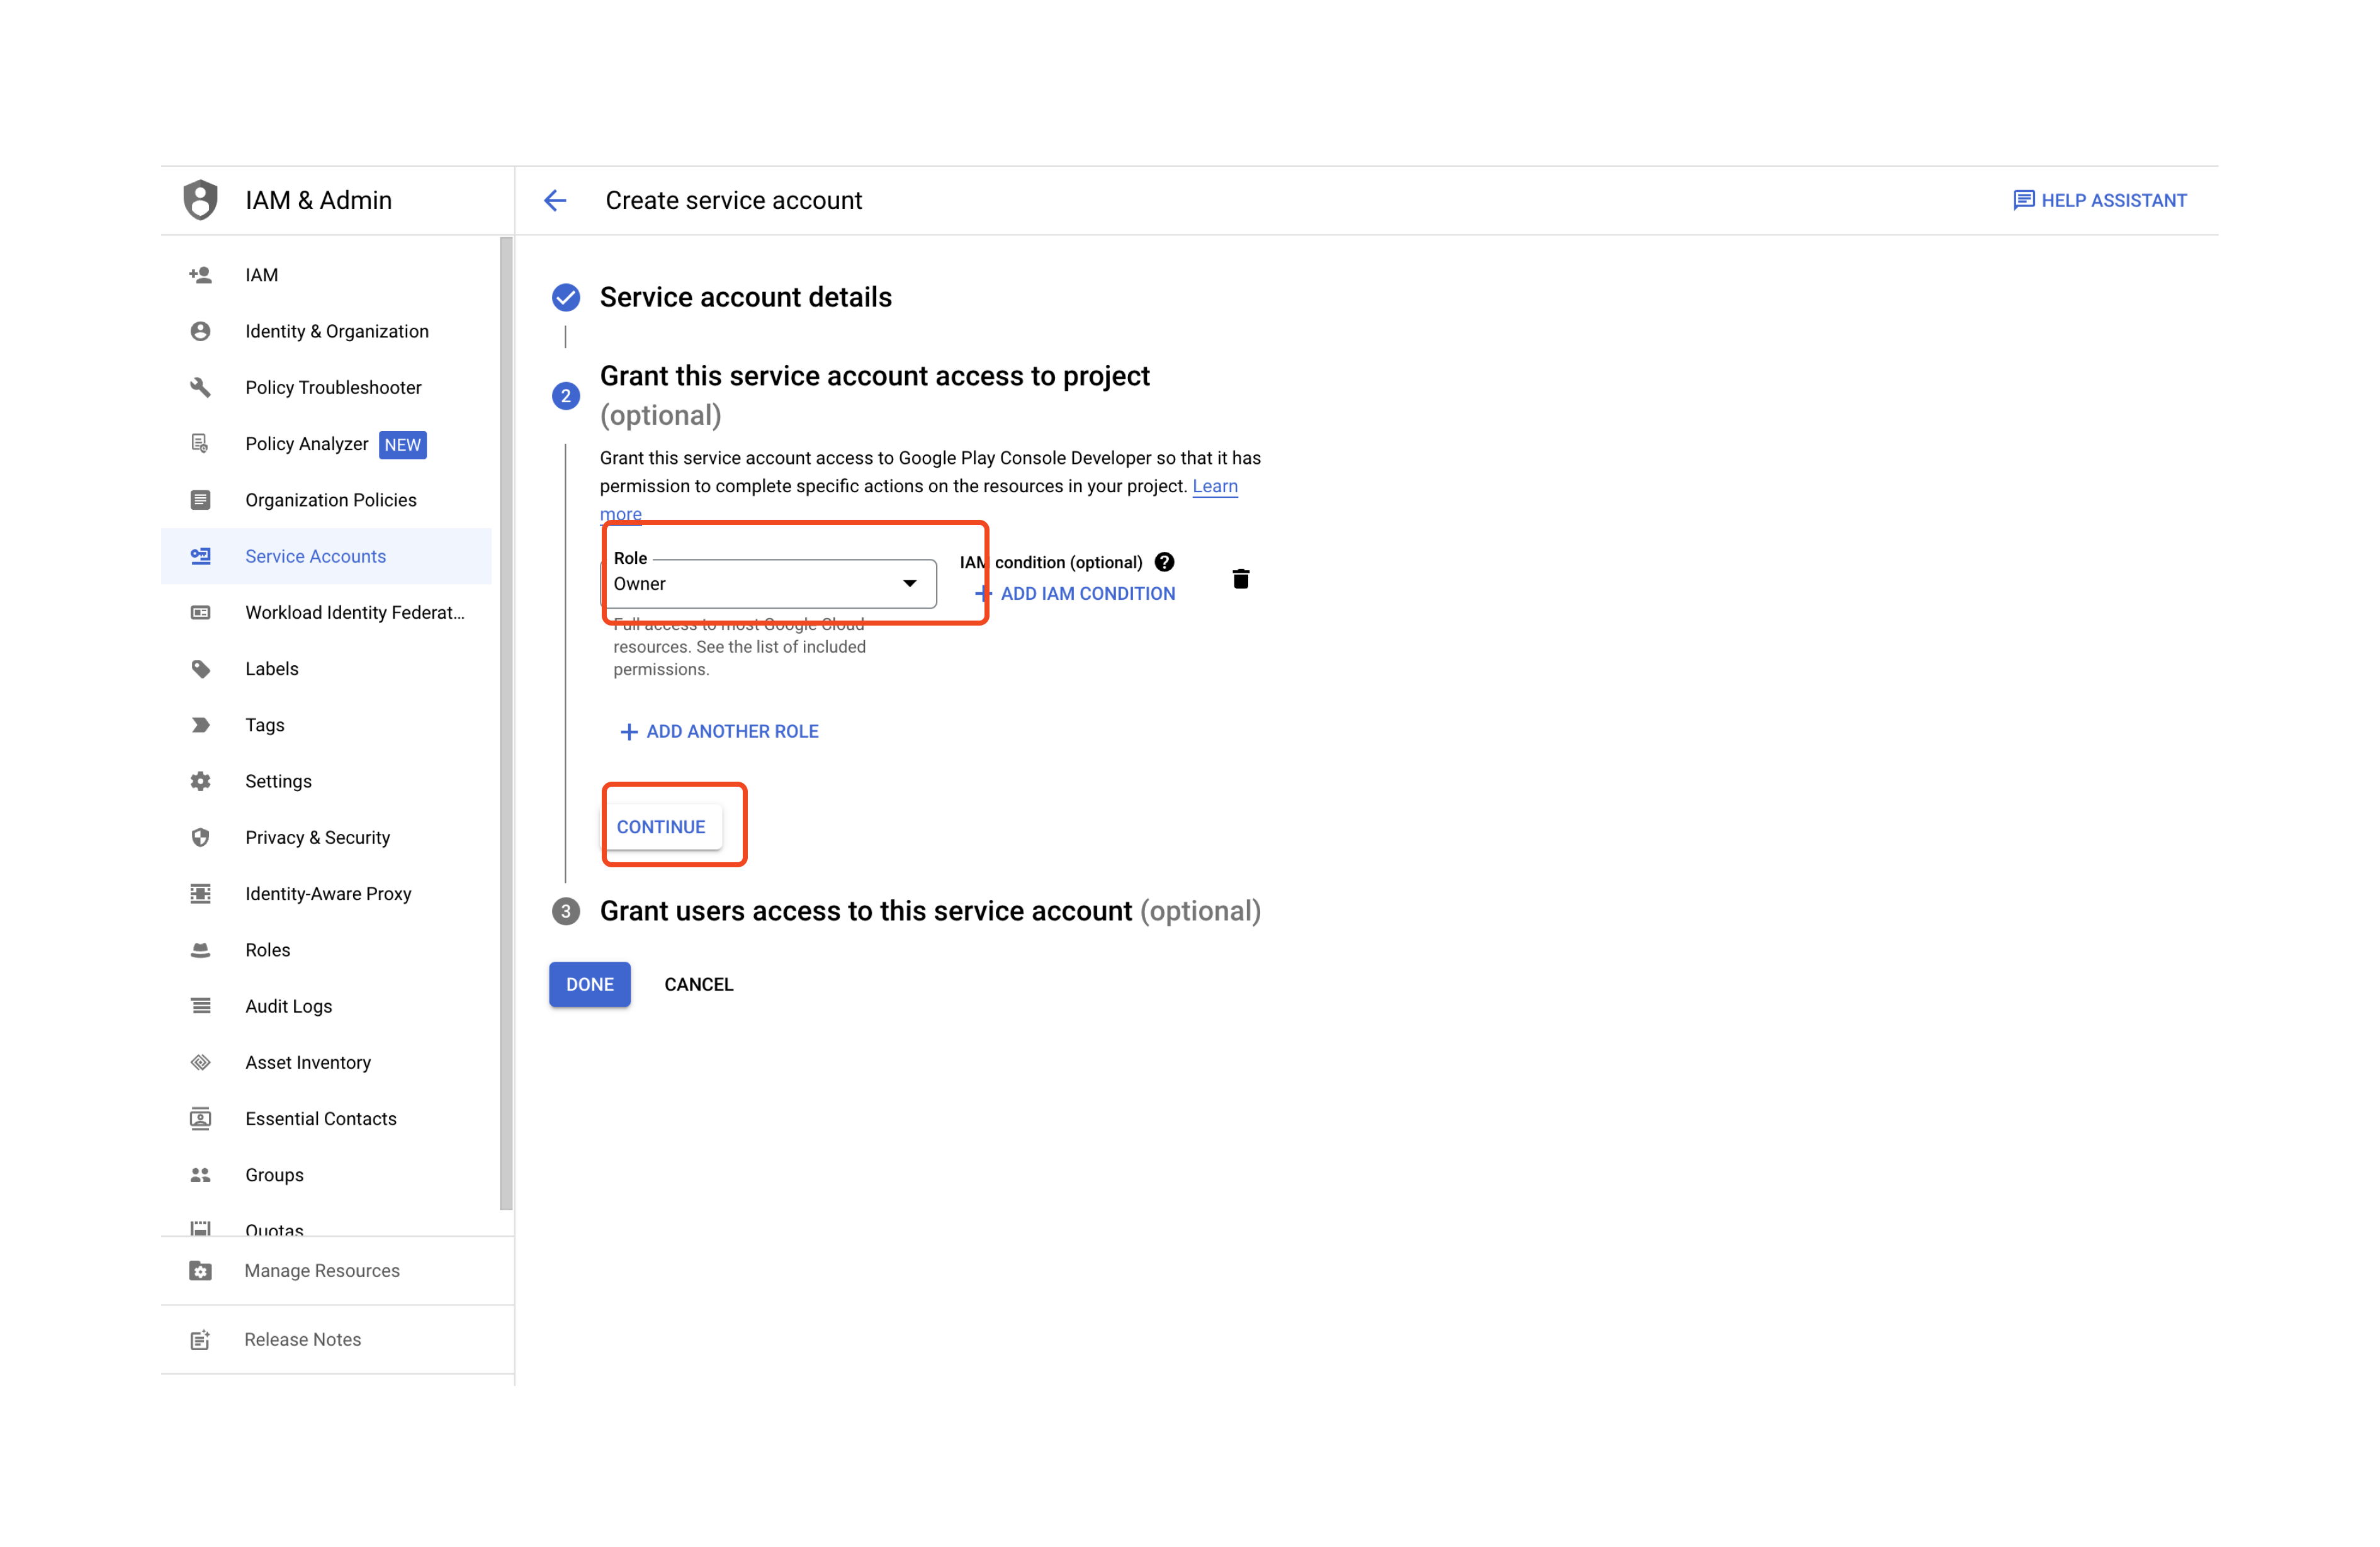 IAM & Admin
Create service account
HELP ASSISTANT
IAM
Identity & Organization
Policy Troubleshooter
Policy Analyzer NEW
Organization Policies
Service Accounts
Workload Identity Federat...
Labels
Tags
Settings
Privacy & Security
Identity-Aware Proxy
Roles
Audit Logs
Asset Inventory
Essential Contacts
Groups
Quotas
Manage Resources
Release Notes
Service account details
2
Grant this service account access to project
(optional)
Grant this service account access to Google Play Console Developer so that it has
permission to complete specific actions on the resources in your project. Learn
more
Role
Owner
IAM condition (optional)
ADD IAM CONDITION
Full access to most Google Cloud
resources. See the list of included
permissions.
ADD ANOTHER ROLE
CONTINUE
3 Grant users access to this service account (optional)
DONE CANCEL